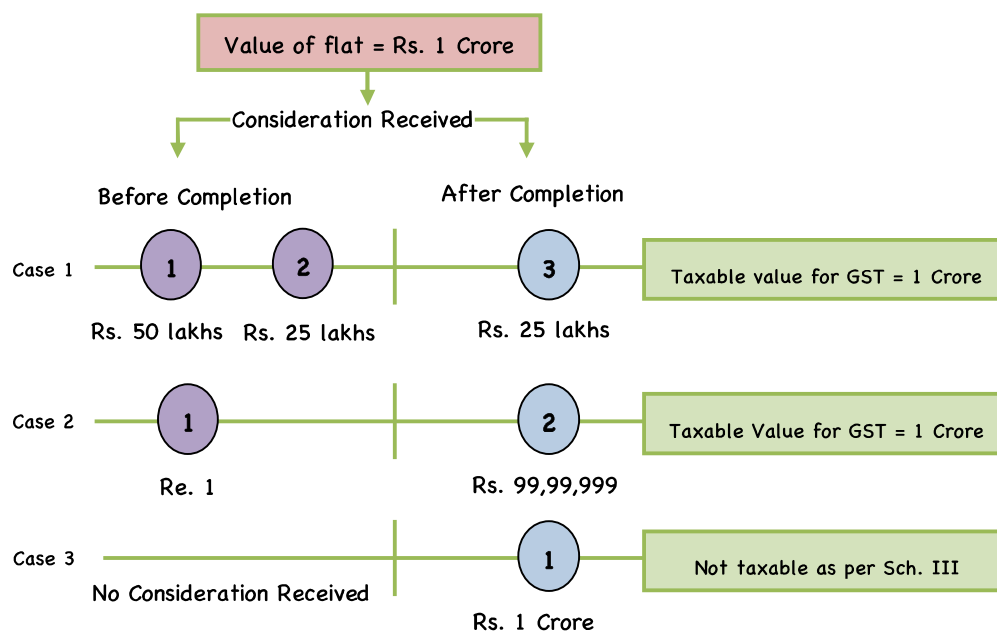 Value of flat = Rs. 1 Crore
Consideration Received
Before Completion
After Completion
Case 1
1
2
3
Taxable value for GST = 1 Crore
Rs. 50 lakhs
Rs. 25 lakhs
Rs. 25 lakhs
Case 2
1
2
Taxable Value for GST = 1 Crore
Re. 1
Rs. 99,99,999
Case 3
1
Not taxable as per Sch. III
No Consideration Received
Rs. 1 Crore